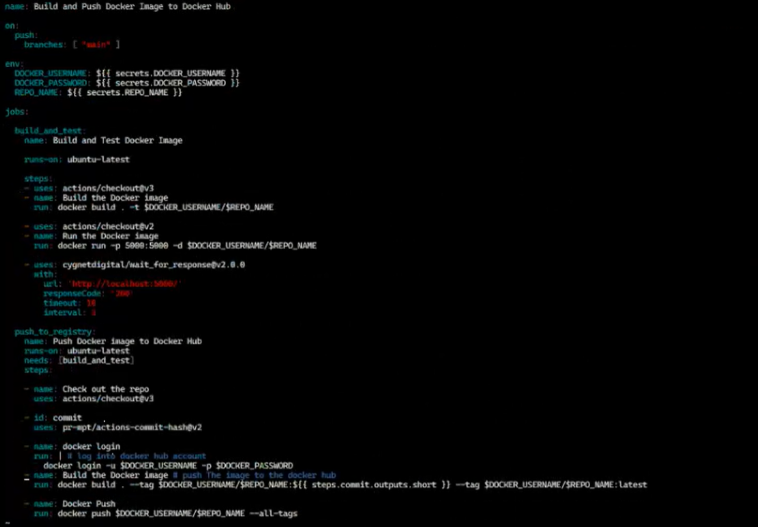 name: Build and Push Docker Image to Docker Hub
on:
push:
branches: [ "main" ]
env:
DOCKER_USERNAME: ${{ secrets.DOCKER_USERNAME }}
DOCKER_PASSWORD: ${{ secrets.DOCKER_PASSWORD }}
REPO_NAME: ${{ secrets.REPO_NAME }}
jobs:
build_and_test:
name: Build and Test Docker Image
runs-on: ubuntu-latest
steps:
- uses: actions/checkout@v3
- name: Build the Docker image
run: docker build . -t $DOCKER_USERNAME/$REPO_NAME
- uses: actions/checkout@v2
- name: Run the Docker image
run: docker run -p 5000:5000 -d $DOCKER_USERNAME/$REPO_NAME
- uses: cygnetdigital/wait_for_response@v2.0.0
with:
url: 'http://localhost:5000/'
responseCode: '200'
timeout:
interval:
push_to_registry:
name: Push Docker image to Docker Hub
runs-on: ubuntu-latest
needs: [build_and_test]
steps:
- name: Check out the repo
uses: actions/checkout@v3
- id: commit
uses: pr-mpt/actions-commit-hash@v2
- name: docker login
run: | # log into docker hub account
docker login -u $DOCKER_USERNAME -p $DOCKER_PASSWORD
- name: Build the Docker image # push The image to the docker hub
run: docker build . --tag $DOCKER_USERNAME/$REPO_NAME:${{ steps.commit.outputs.short }} --tag $DOCKER_USERNAME/$REPO_NAME:latest
- name: Docker Push
run: docker push $DOCKER_USERNAME/$REPO_NAME --all-tags
~